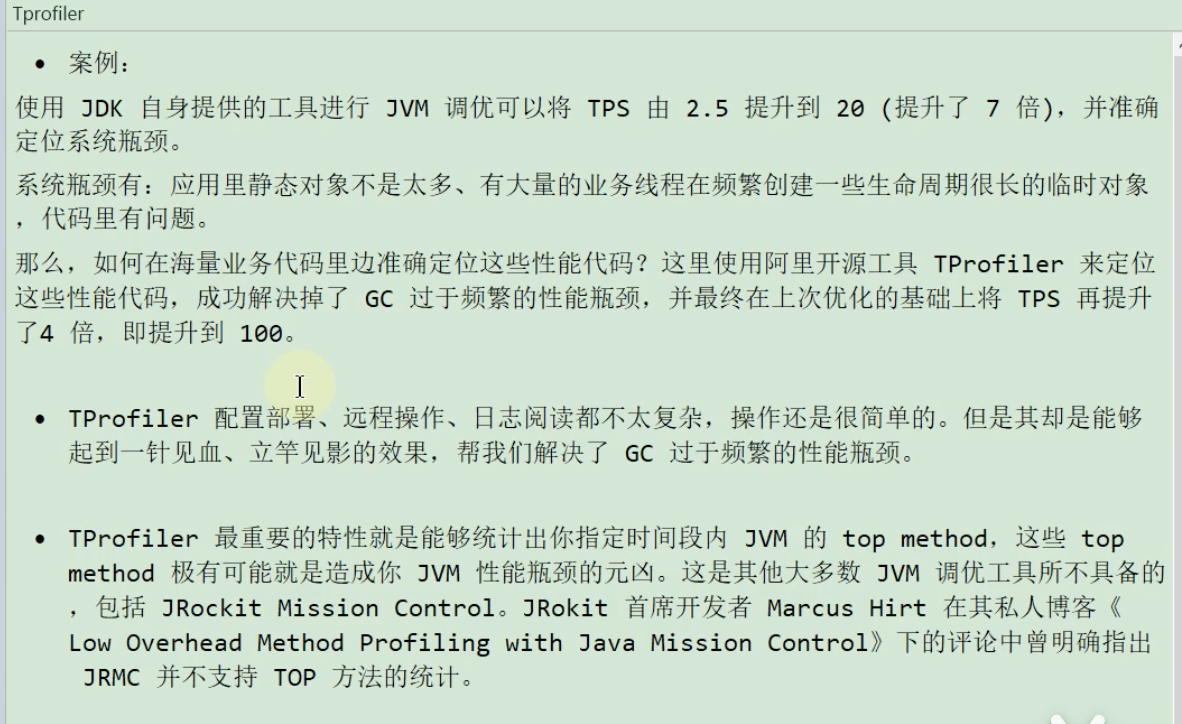 Tprofiler
• 案例：
使用 JDK 自身提供的工具进行 JVM 调优可以将 TPS 由 2.5 提升到 20 (提升了 7 倍)，并准确
定位系统瓶颈。
系统瓶颈有：应用里静态对象不是太多、有大量的业务线程在频繁创建一些生命周期很长的临时对象
，代码里有问题。
那么，如何在海量业务代码里边准确定位这些性能代码？这里使用阿里开源工具 TProfiler 来定位
这些性能代码，成功解决掉了 GC 过于频繁的性能瓶颈，并最终在上次优化的基础上将 TPS 再提升
了4 倍，即提升到 100。
• TProfiler 配置部署、远程操作、日志阅读都不太复杂，操作还是很简单的。但是其却是能够
起到一针见血、立竿见影的效果，帮我们解决了 GC 过于频繁的性能瓶颈。
• TProfiler 最重要的特性就是能够统计出你指定时间段内 JVM 的 top method，这些 top
method 极有可能就是造成你 JVM 性能瓶颈的元凶。这是其他大多数 JVM 调优工具所不具备的
，包括 JRockit Mission Control。JRokit 首席开发者 Marcus Hirt 在其私人博客《
Low Overhead Method Profiling with Java Mission Control》下的评论中曾明确指出
JRMC 并不支持 TOP 方法的统计。